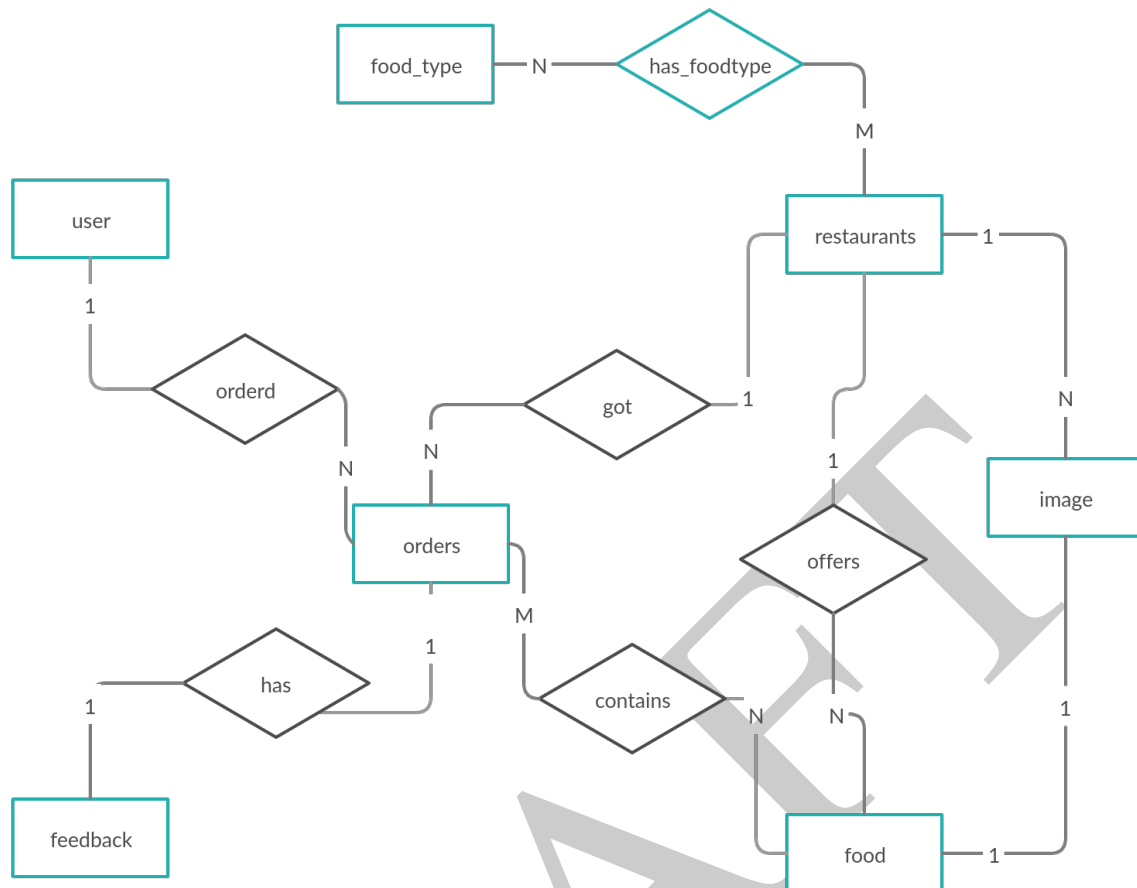 food_type
N
has_foodtype
M
user
restaurants
1
1
orderd
got
1
N
N
N
1
image
orders
offers
M
1
has
contains
1
N
N
1
feedback
food
1